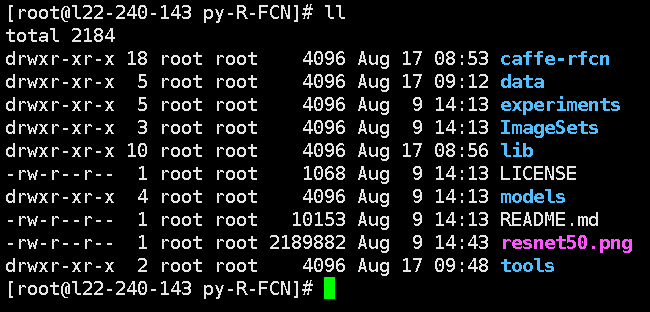 [root@l22-240-143 py-R-FCN]# ll
total 2184
drwxr-xr-x 18 root root    4096 Aug 17 08:53 caffe-rfcn
drwxr-xr-x  5 root root    4096 Aug 17 09:12 data
drwxr-xr-x  5 root root    4096 Aug  9 14:13 experiments
drwxr-xr-x  3 root root    4096 Aug  9 14:13 ImageSets
drwxr-xr-x 10 root root    4096 Aug 17 08:56 lib
-rw-r--r--  1 root root    1068 Aug  9 14:13 LICENSE
drwxr-xr-x  4 root root    4096 Aug  9 14:13 models
-rw-r--r--  1 root root   10153 Aug  9 14:13 README.md
-rw-r--r--  1 root root 2189882 Aug  9 14:43 resnet50.png
drwxr-xr-x  2 root root    4096 Aug 17 09:48 tools
[root@l22-240-143 py-R-FCN]#